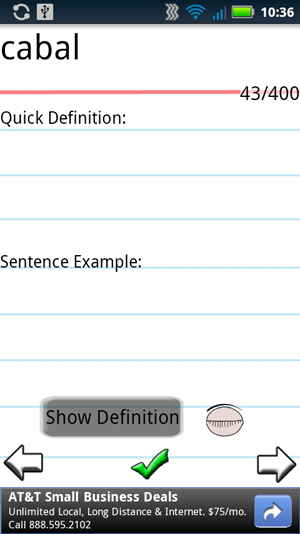 10:36
cabal
43/400
Quick Definition:
Sentence Example:
Show Definition
AT&T Small Business Deals
Unlimited Local, Long Distance & Internet. $75/mo.
Call 888.595.2102